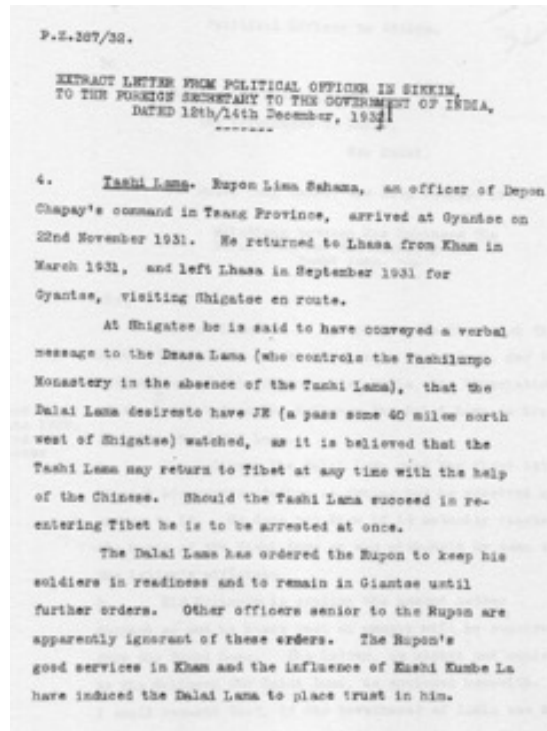 P.Z.387/32.
EXTRACT LETTER FROM POLITICAL OFFICER IN SIKKIM,
TO THE FOREIGN SECRETARY TO THE GOVERNMENT OF INDIA,
DATED 12th/14th December, 1931
-------
4. Tashi Lama. Rupon Lima Sahama, an officer of Depon
Chapay's command in Tsang Province, arrived at Gyantse on
22nd November 1931. He returned to Lhasa from Kham in
March 1931, and left Lhasa in September 1931 for
Gyantse, visiting Shigatse en route.
At Shigatse he is said to have conveyed a verbal
message to the Dzasa Lama (who controls the Tashilunpo
Monastery in the absence of the Tashi Lama), that the
Dalai Lama desiresto have JE (a pass some 40 miles north
west of Shigatse) watched, as it is believed that the
Tashi Lama may return to Tibet at any time with the help
of the Chinese. Should the Tashi Lama succeed in re-
entering Tibet he is to be arrested at once.
The Dalai Lama has ordered the Rupon to keep his
soldiers in readiness and to remain in Giantse until
further orders. Other officers senior to the Rupon are
apparently ignorant of these orders. The Rupon's
good services in Kham and the influence of Kushi Kumbe La
have induced the Dalai Lama to place trust in him.